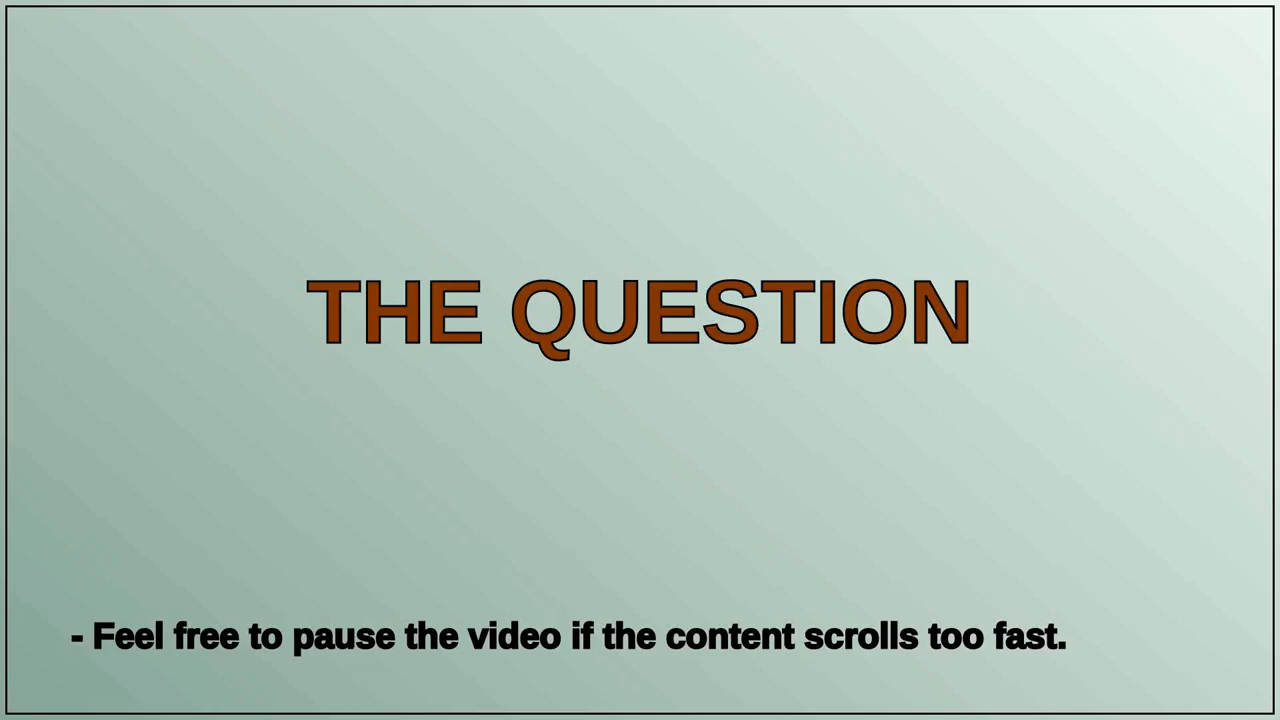 THE QUESTION
- Feel free to pause the video if the content scrolls too fast.